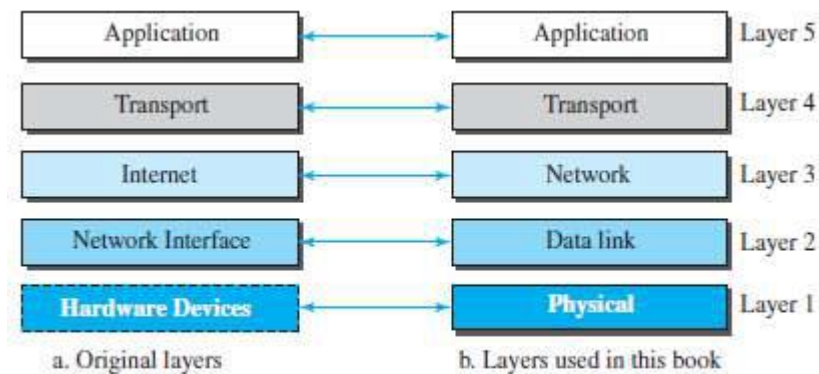 Application Application Layer 5
Transport Transport Layer 4
Internet Network Layer 3
Network Interface Data link Layer 2
Hardware Devices Physical Layer 1
a. Original layers b. Layers used in this book